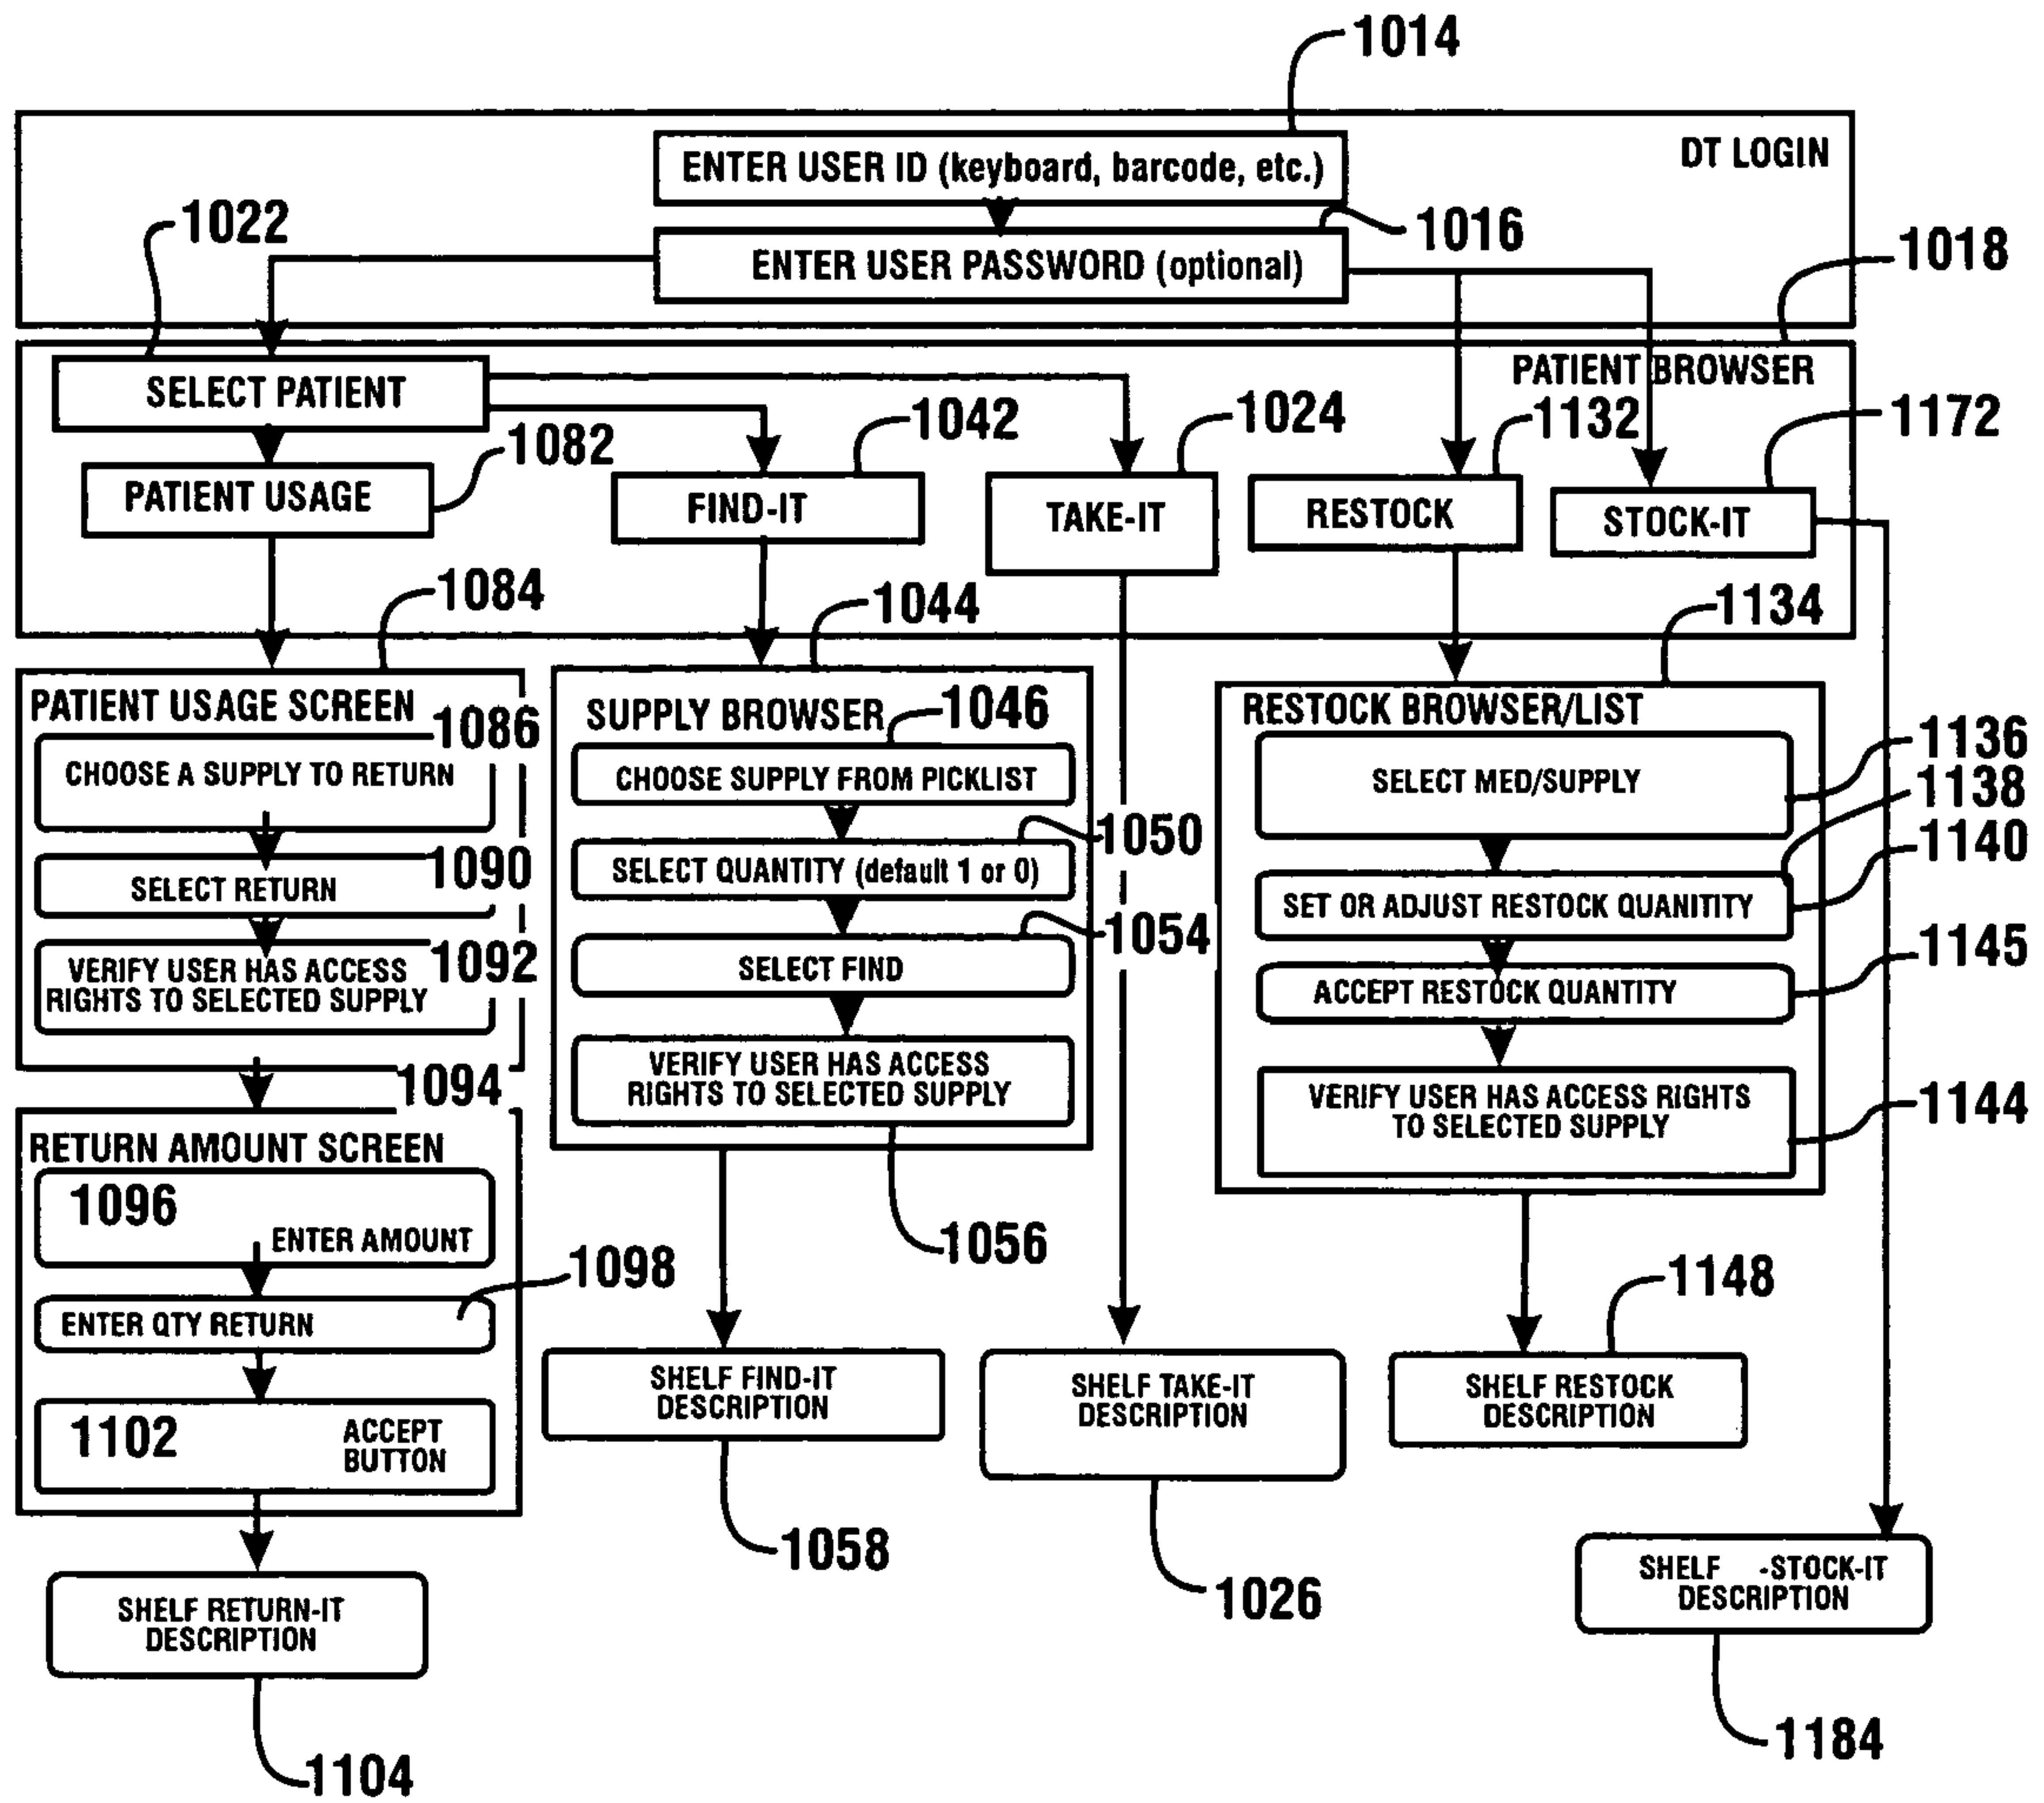 1014
DT LOGIN
ENTER USER ID (keyboard, barcode, etc.)
1022
1016
ENTER USER PASSWORD (optional)
1018
PATIENT BROWSER
SELECT PATIENT
1042
1024
1132
1172
1082
PATIENT USAGE
FIND-IT
TAKE-IT
RESTOCK
STOCK-IT
1084
1044
1134
PATIENT USAGE SCREEN
1086
CHOOSE A SUPPLY TO RETURN
1090
SELECT RETURN
1092
VERIFY USER HAS ACCESS
RIGHTS TO SELECTED SUPPLY
1094
RETURN AMOUNT SCREEN
1096
ENTER AMOUNT
1098
ENTER QTY RETURN
1102
ACCEPT
BUTTON
SHELF RETURN-IT
DESCRIPTION
1104
SUPPLY BROWSER
1046
CHOOSE SUPPLY FROM PICKLIST
1050
SELECT QUANTITY (default 1 or 0)
1054
SELECT FIND
VERIFY USER HAS ACCESS
RIGHTS TO SELECTED SUPPLY
1056
SHELF FIND-IT
DESCRIPTION
1058
SHELF TAKE-IT
DESCRIPTION
1026
RESTOCK BROWSER/LIST
1136
SELECT MED/SUPPLY
1138
1140
SET OR ADJUST RESTOCK QUANITITY
1145
ACCEPT RESTOCK QUANTITY
1144
VERIFY USER HAS ACCESS RIGHTS
TO SELECTED SUPPLY
1148
SHELF RESTOCK
DESCRIPTION
SHELF -STOCK-IT
DESCRIPTION
1184